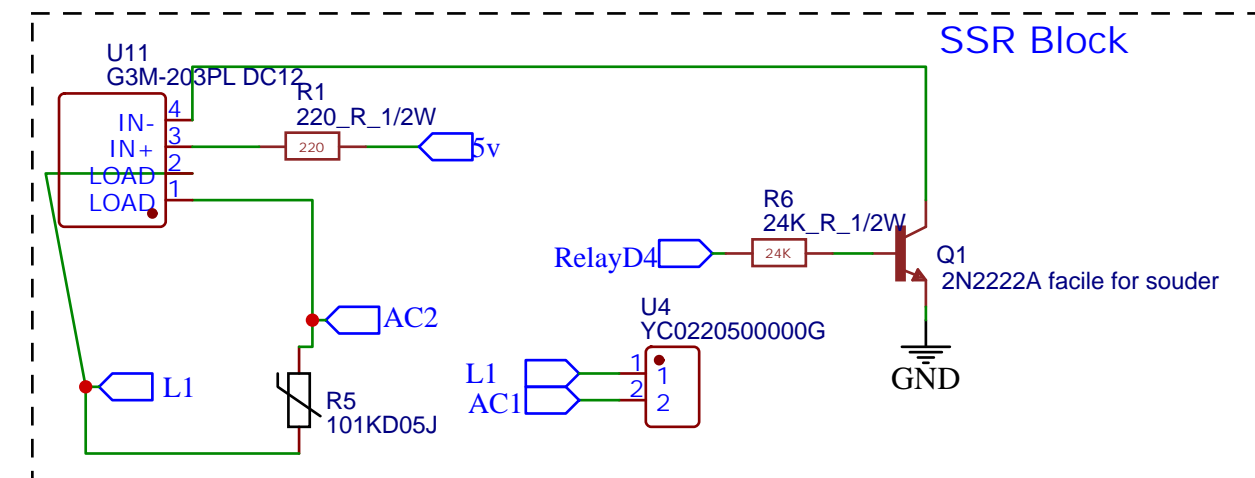 SSR Block
U11
G3M-203PL DC12
R1
220_R_1/2W
IN-
4
IN+
3
220
5v
LOAD
2
LOAD
1
R6
24K_R_1/2W
RelayD4
24K
Q1
2N2222A facile for souder
AC2
U4
YC0220500000G
L1
1
1
AC1
2
2
GND
L1
R5
101KD05J